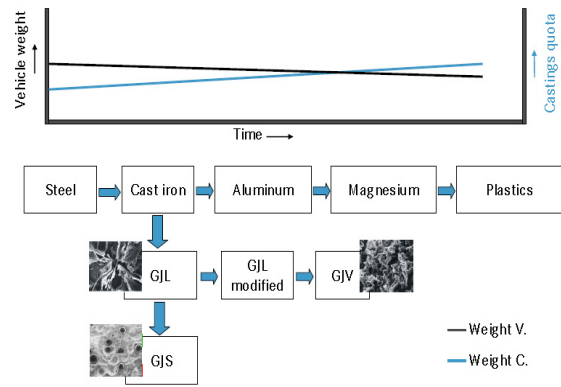 Vehicle weight
Castings quota
Time
Steel
Cast iron
Aluminum
Magnesium
Plastics
GJL
GJL
modified
GJV
GJS
Weight V.
Weight C.